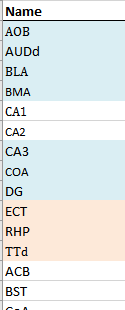 Name
AOB
AUDd
BLA
BMA
CA1
CA2
CA3
COA
DG
ECT
RHP
TTd
ACB
BST